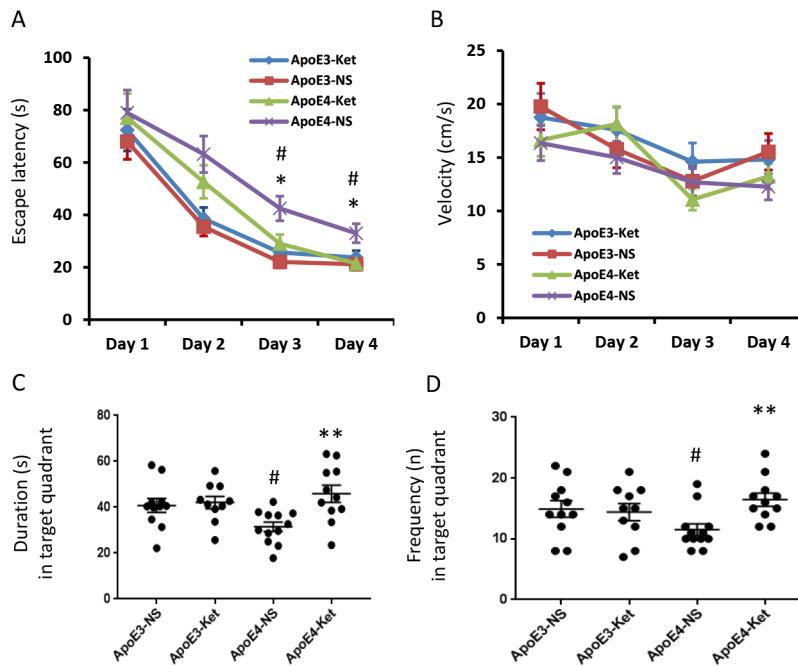 A
Escape latency (s)
100
80
60
40
20
0
ApoE3-Ket
ApoE3-NS
ApoE4-Ket
ApoE4-NS
#
*
#
*
Day 1 Day 2 Day 3 Day 4
B
Velocity (cm/s)
25
20
15
10
5
0
ApoE3-Ket
ApoE3-NS
ApoE4-Ket
ApoE4-NS
Day 1 Day 2 Day 3 Day 4
C
Duration (s)
in target quadrant
80
60
40
20
0
#
**
ApoE3-NS
ApoE3-Ket
ApoE4-NS
ApoE4-Ket
D
Frequency (n)
in target quadrant
30
20
10
0
#
**
ApoE3-NS
ApoE3-Ket
ApoE4-NS
ApoE4-Ket